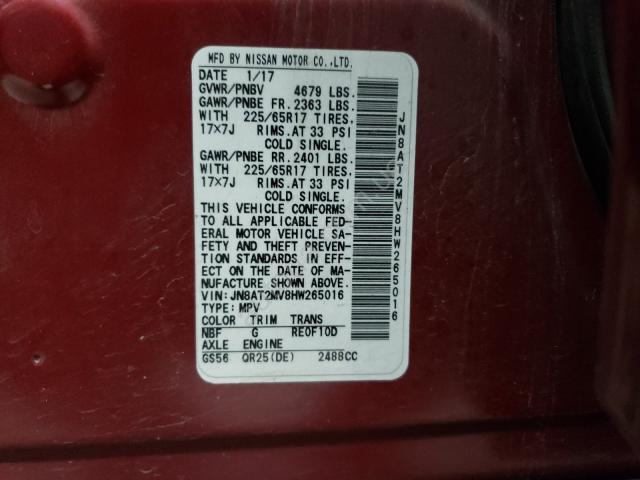 MFD BY NISSAN MOTOR CO.,LTD.
DATE 1/17
GVWR/PNBV 4679 LBS.
GAWR/PNBE FR. 2363 LBS.
WITH 225/65R17 TIRES.
17×7J RIMS.AT 33 PSI
COLD SINGLE.
GAWR/PNBE RR. 2401 LBS.
WITH 225/65R17 TIRES.
17×7J RIMS.AT 33 PSI
COLD SINGLE.
THIS VEHICLE CONFORMS
TO ALL APPLICABLE FED-
ERAL MOTOR VEHICLE SA-
FETY AND THEFT PREVEN-
TION STANDARDS IN EFF-
ECT ON THE DATE OF MA-
NUFACTURE SHOWN ABOVE.
VIN:JN8AT2MV8HW265016
TYPE: MPV
COLOR TRIM TRANS
NBF G RE0F10D
AXLE ENGINE
GS56 QR25(DE) 2488CC
JN8AT2MV8HW265016